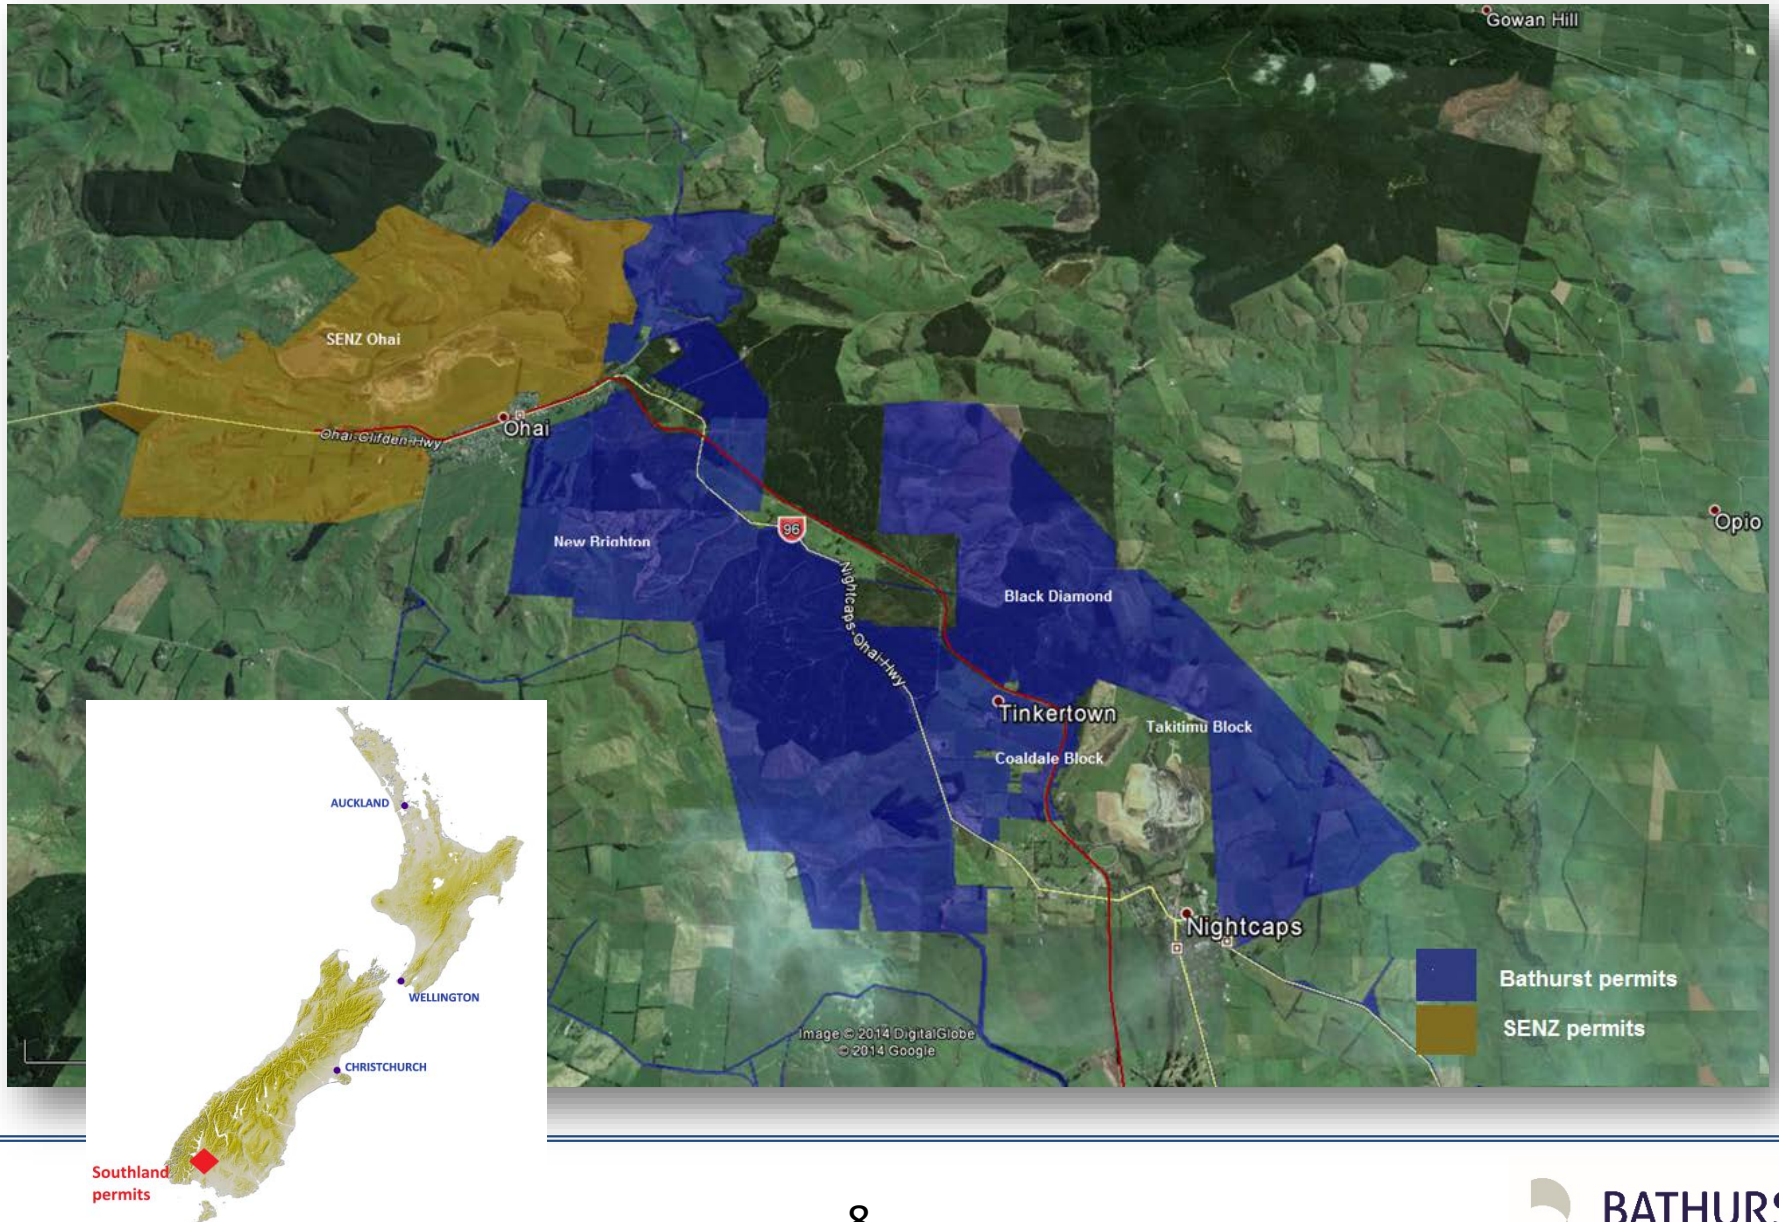 Gowan Hill
SENZ Ohai
Ohai-Clifden Hwy
Ohai
Opio
96
New Brighton
Nightcaps-Ohai-Hwy
Black Diamond
Tinkertown
Takitimu Block
Coaldale Block
AUCKLAND
Nightcaps
Bathurst permits
WELLINGTON
SENZ permits
Image © 2014 DigitalGlobe
© 2014 Google
CHRISTCHURCH
Southland
permits
8
BATHURS